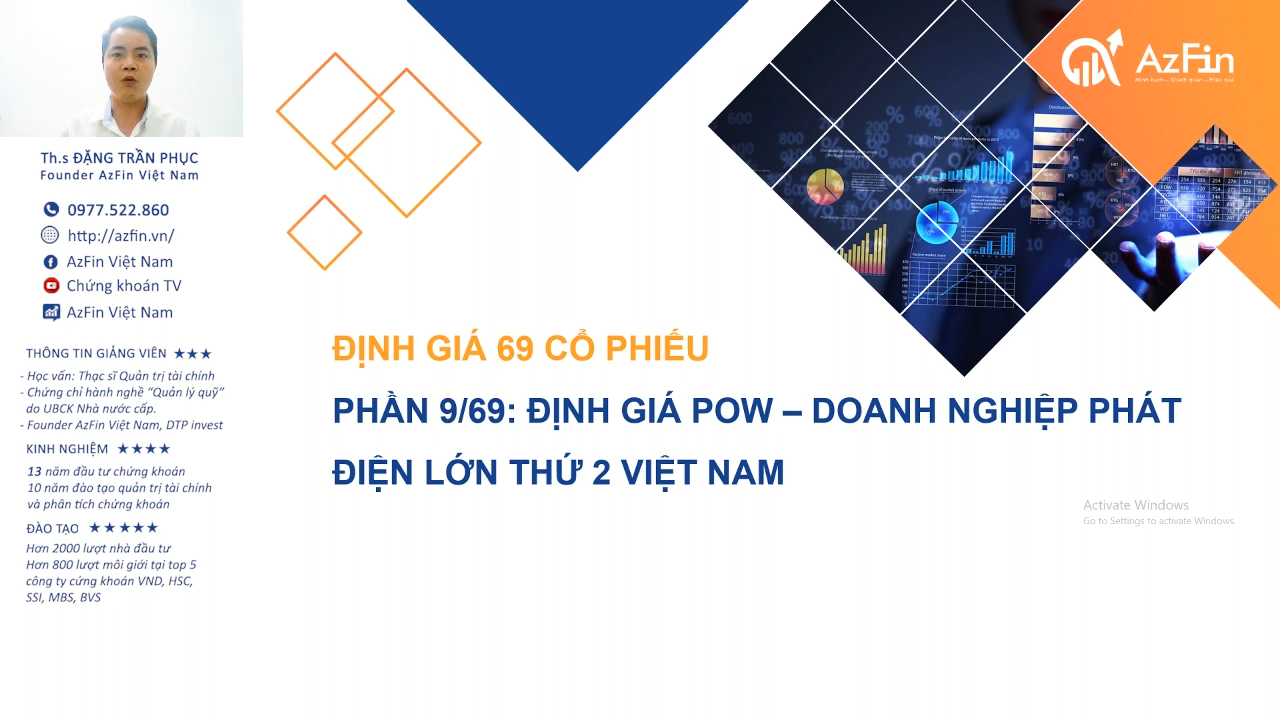 Th.s ĐẶNG TRẦN PHỤC
Founder AzFin Việt Nam
0977.522.860
http://azfin.vn/
AzFin Việt Nam
Chứng khoán TV
AzFin Việt Nam
THÔNG TIN GIẢNG VIÊN ★★★
- Học vấn: Thạc sĩ Quản trị tài chính
- Chứng chỉ hành nghề “Quản lý quỹ”
do UBCK Nhà nước cấp.
- Founder AzFin Việt Nam, DTP invest
KINH NGHIỆM ★★★★
13 năm đầu tư chứng khoán
10 năm đào tạo quản trị tài chính
và phân tích chứng khoán
ĐÀO TẠO ★★★★★
Hơn 2000 lượt nhà đầu tư
Hơn 800 lượt môi giới tại top 5
công ty cứng khoán VND, HSC,
SSI, MBS, BVS
AzFin
Minh bạch - Khách quan - Hiệu quả
ĐỊNH GIÁ 69 CỔ PHIẾU
PHẦN 9/69: ĐỊNH GIÁ POW – DOANH NGHIỆP PHÁT
ĐIỆN LỚN THỨ 2 VIỆT NAM
Activate Windows
Go to Settings to activate Windows.